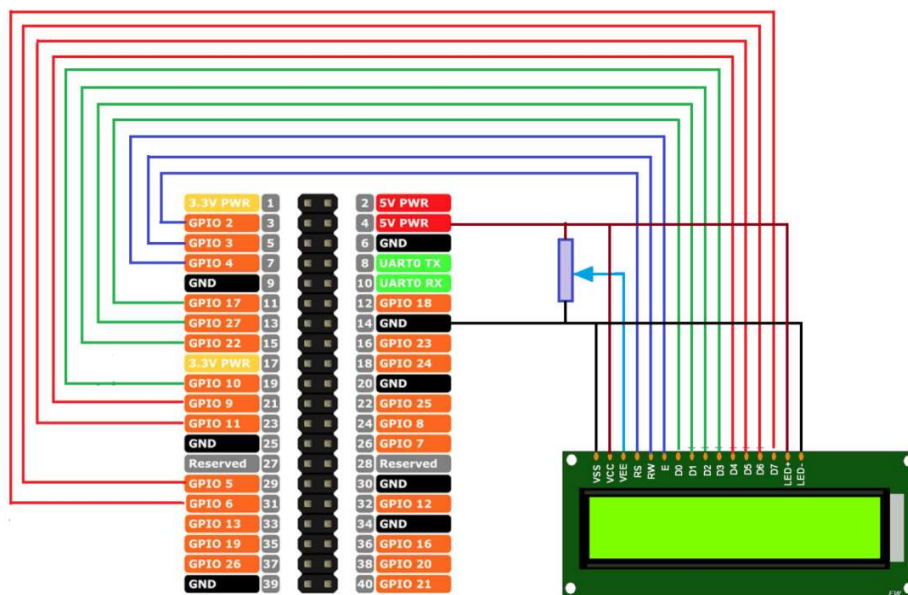 3.3V PWR 1 2 5V PWR
GPIO 2 3 4 5V PWR
GPIO 3 5 6 GND
GPIO 4 7 8 UART0 TX
GND 9 10 UART0 RX
GPIO 17 11 12 GPIO 18
GPIO 27 13 14 GND
GPIO 22 15 16 GPIO 23
3.3V PWR 17 18 GPIO 24
GPIO 10 19 20 GND
GPIO 9 21 22 GPIO 25
GPIO 11 23 24 GPIO 8
GND 25 26 GPIO 7
Reserved 27 28 Reserved
GPIO 5 29 30 GND
GPIO 6 31 32 GPIO 12
GPIO 13 33 34 GND
GPIO 19 35 36 GPIO 16
GPIO 26 37 38 GPIO 20
GND 39 40 GPIO 21
VSS VCC VEE RS RW E D0 D1 D2 D3 D4 D5 D6 D7 LED+ LED-